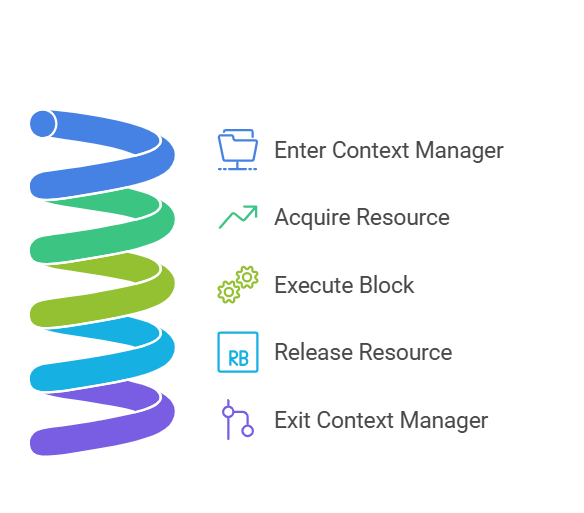 Enter Context Manager
Acquire Resource
Execute Block
RB
Release Resource
Exit Context Manager